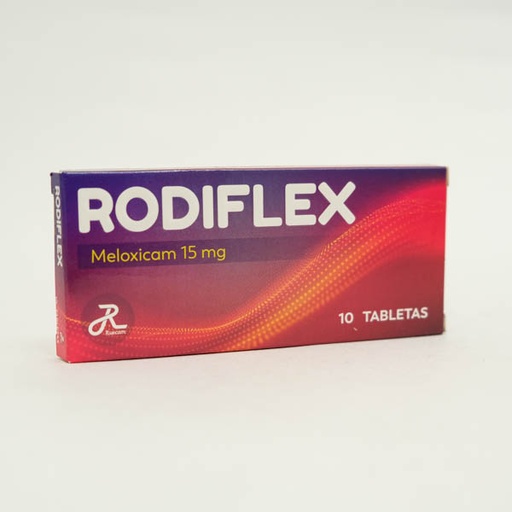 RODIFLEX
Meloxicam 15 mg
10 TABLETAS
RODIFLEX